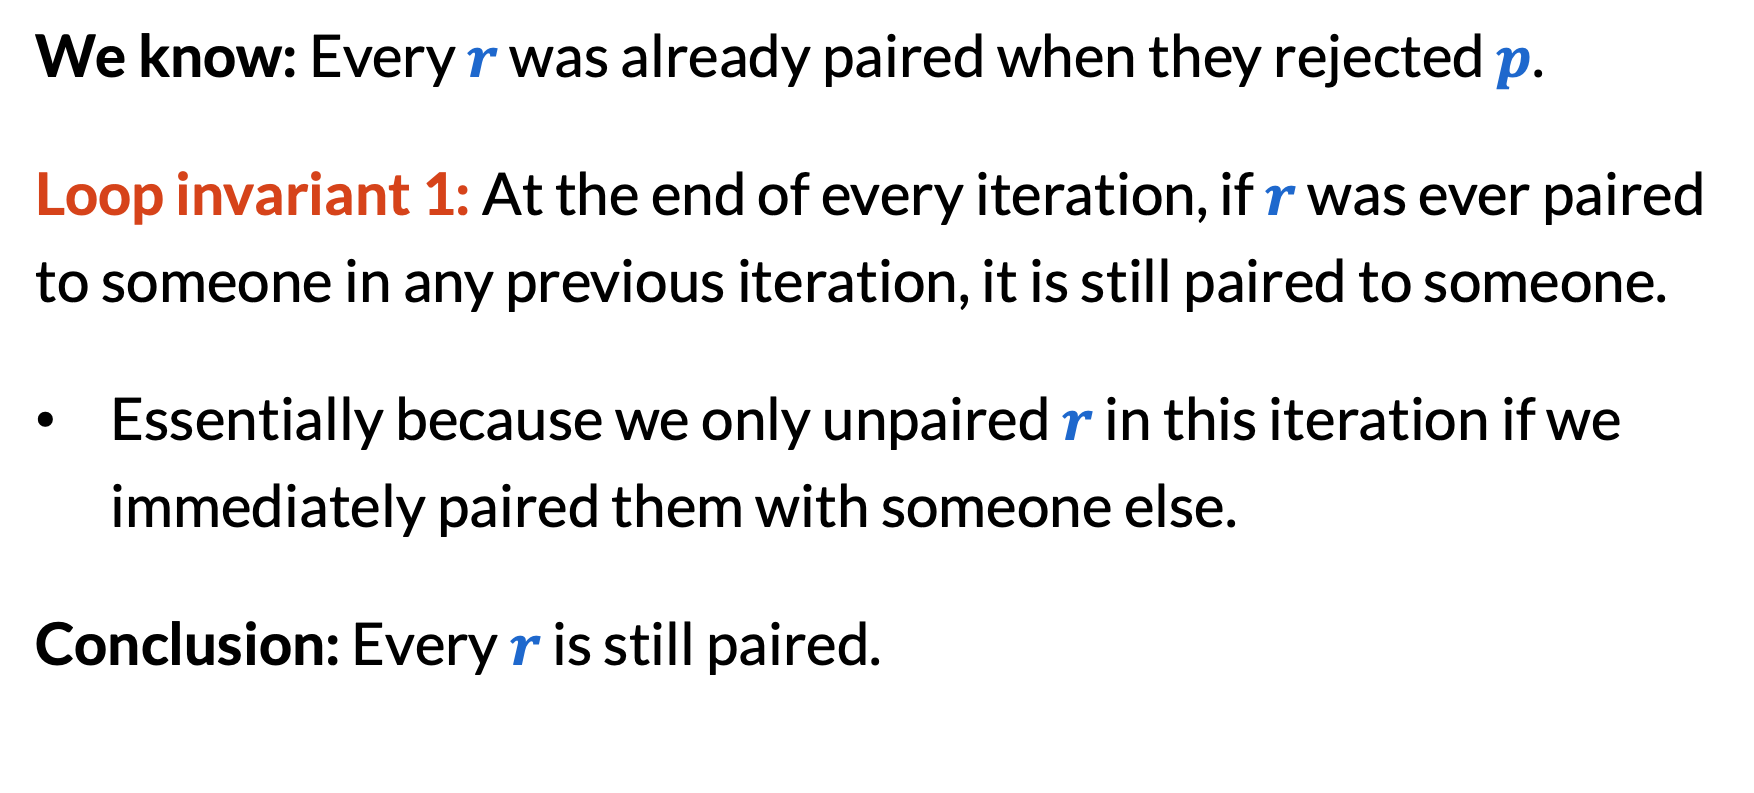 We know: Every r was already paired when they rejected p.
Loop invariant 1: At the end of every iteration, if r was ever paired
to someone in any previous iteration, it is still paired to someone.
• Essentially because we only unpaired r in this iteration if we
immediately paired them with someone else.
Conclusion: Every r is still paired.